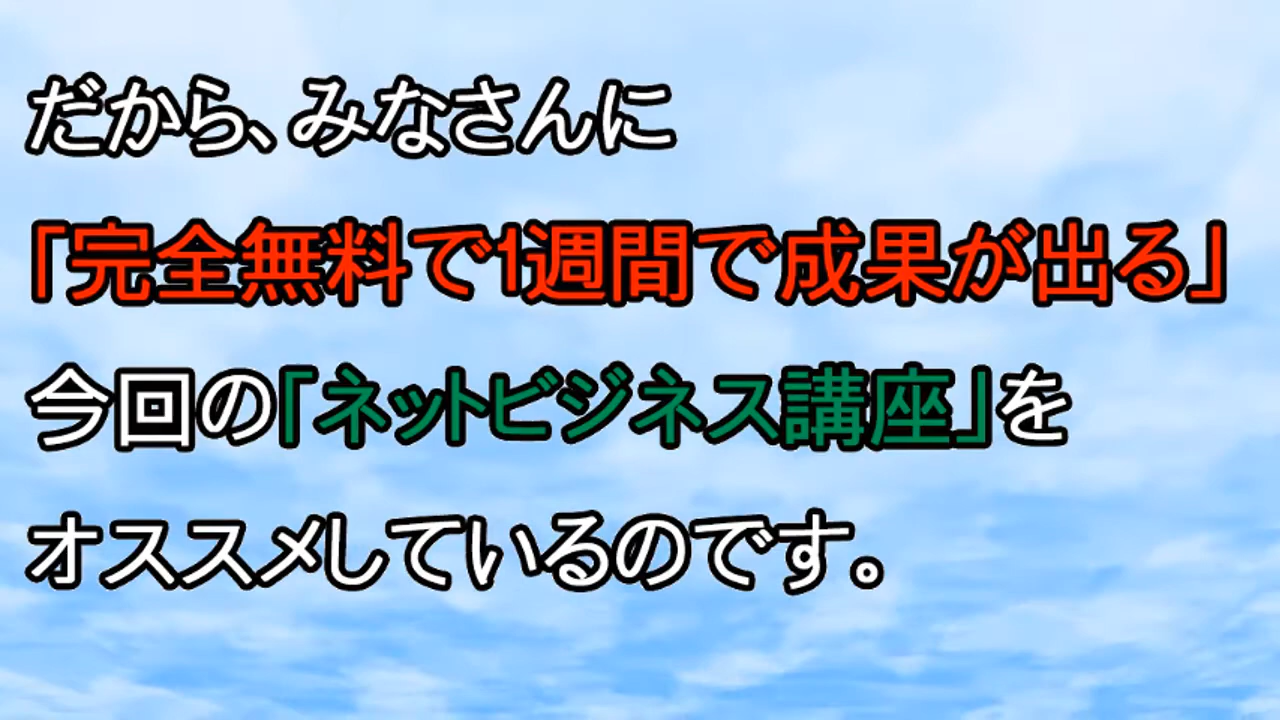 だから、みなさんに
「完全無料で1週間で成果が出る」
今回の「ネットビジネス講座」を
オススメしているのです。